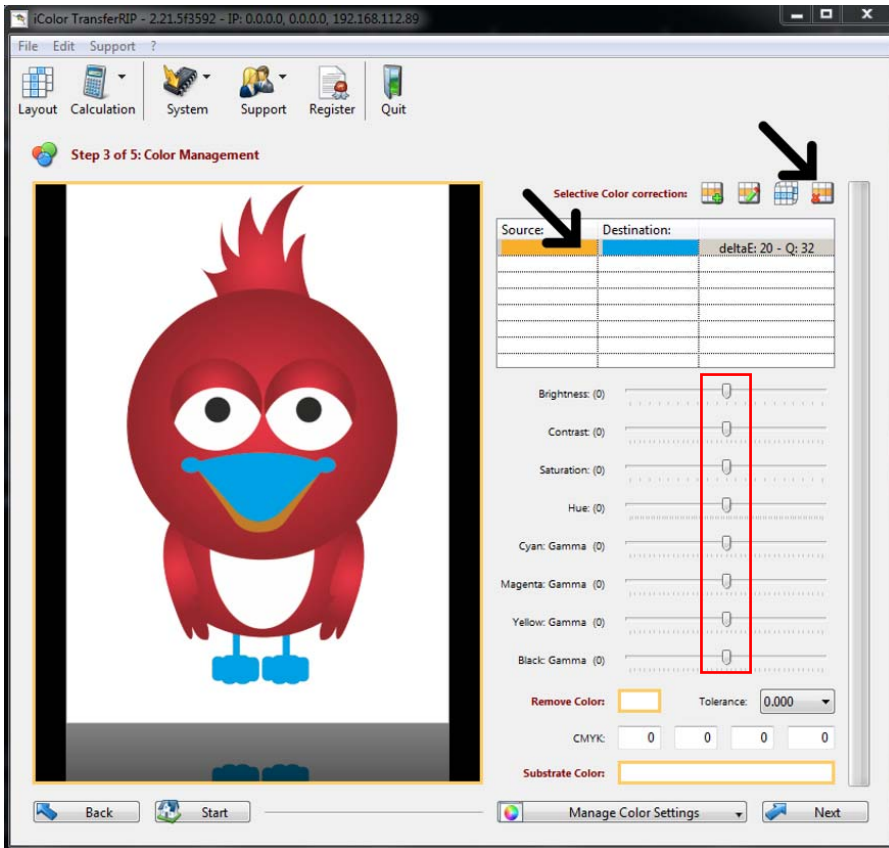 iColor TransferRIP - 2.21.5f3592 - IP: 0.0.0.0, 0.0.0.0, 192.168.112.89
File Edit Support ?
Layout Calculation System Support Register Quit
Step 3 of 5: Color Management
Selective Color correction:
Source: Destination:
deltaE: 20 - Q: 32
Brightness: (0)
Contrast: (0)
Saturation: (0)
Hue: (0)
Cyan: Gamma (0)
Magenta: Gamma (0)
Yellow: Gamma (0)
Black: Gamma (0)
Remove Color: Tolerance: 0.000
CMYK: 0 0 0 0
Substrate Color:
Back Start Manage Color Settings Next